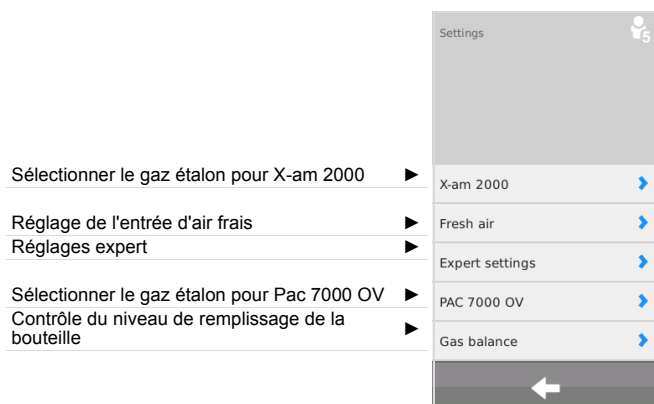 Settings
5
Sélectionner le gaz étalon pour X-am 2000 ►
X-am 2000
Réglage de l'entrée d'air frais ►
Fresh air
Réglages expert ►
Expert settings
Sélectionner le gaz étalon pour Pac 7000 OV ►
PAC 7000 OV
Contrôle du niveau de remplissage de la
bouteille ►
Gas balance